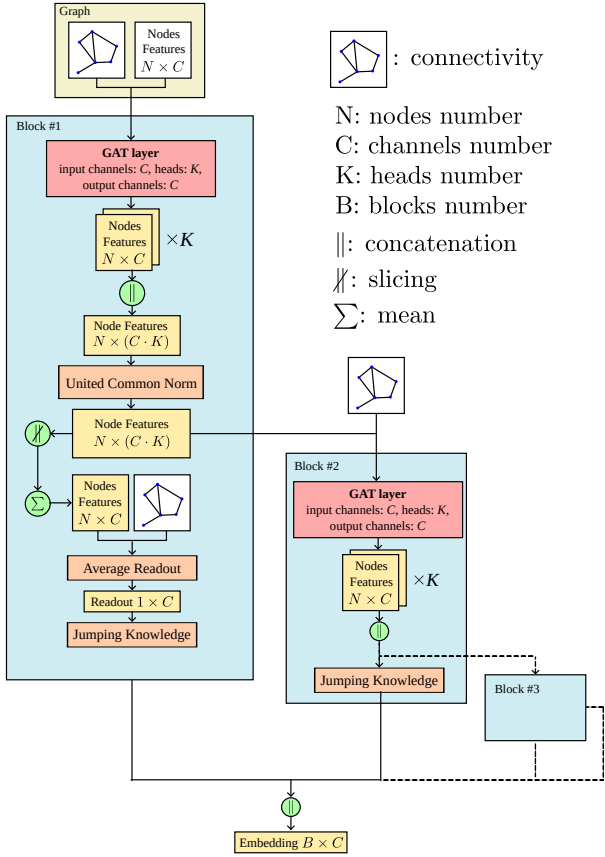 Graph
Nodes
Features
N × C
Block #1
GAT layer
input channels: C, heads: K,
output channels: C
Nodes
Features
N × C
×K
||
Node Features
N × (C · K)
United Common Norm
Node Features
N × (C · K)
∦
∑
Nodes
Features
N × C
Average Readout
Readout 1 × C
Jumping Knowledge
: connectivity
N: nodes number
C: channels number
K: heads number
B: blocks number
||: concatenation
∦: slicing
∑: mean
Block #2
GAT layer
input channels: C, heads: K,
output channels: C
Nodes
Features
N × C
×K
||
Jumping Knowledge
Block #3
||
Embedding B × C